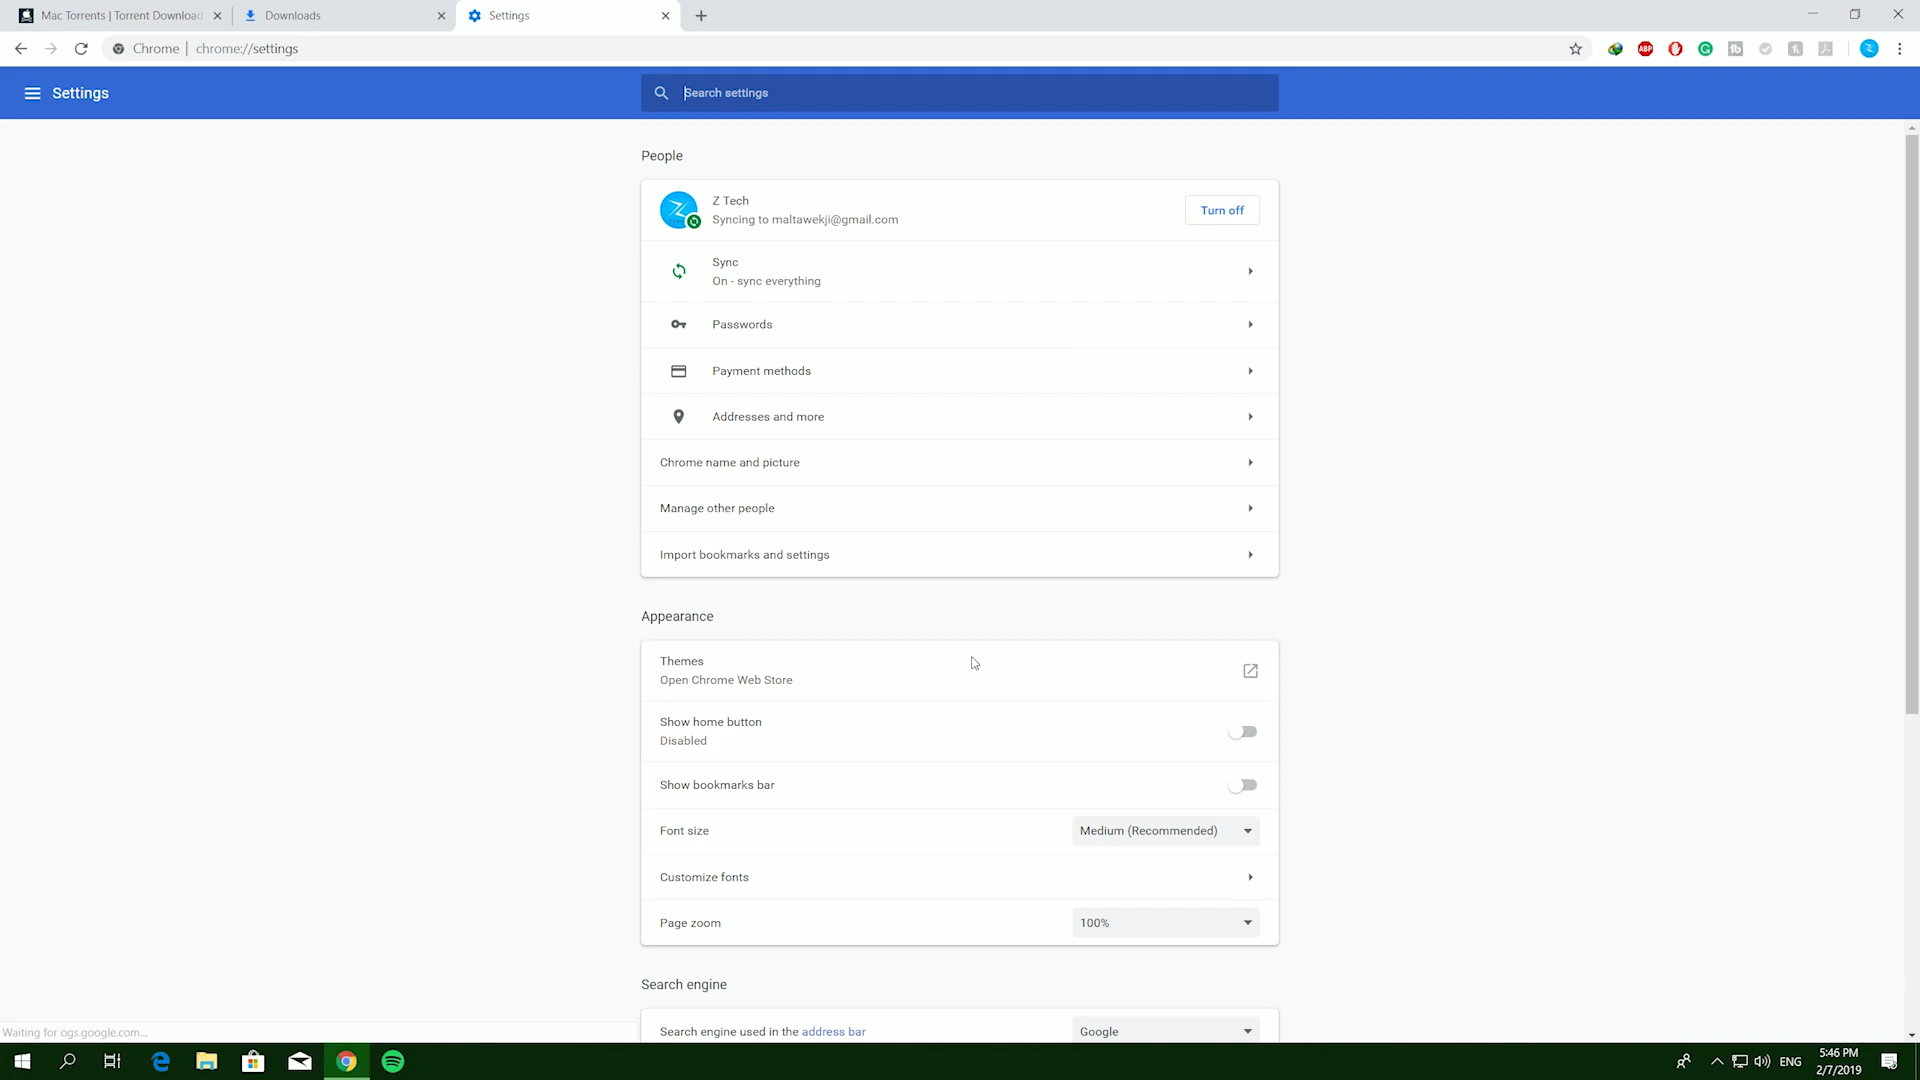 Mac Torrents | Torrent Download
Downloads
Settings
Chrome | chrome://settings
ABP
Settings
Search settings
People
Z Tech
Syncing to maltawekji@gmail.com
Turn off
Sync
On - sync everything
Passwords
Payment methods
Addresses and more
Chrome name and picture
Manage other people
Import bookmarks and settings
Appearance
Themes
Open Chrome Web Store
Show home button
Disabled
Show bookmarks bar
Font size
Medium (Recommended)
Customize fonts
Page zoom
100%
Search engine
Search engine used in the address bar
Google
Waiting for ogs.google.com...
ENG
5:46 PM
2/7/2019